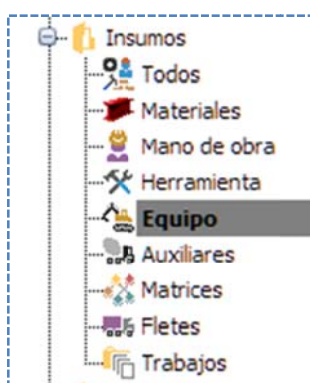 Insumos
Todos
Materiales
Mano de obra
Herramienta
Equipo
Auxiliares
Matrices
Fletes
Trabajos